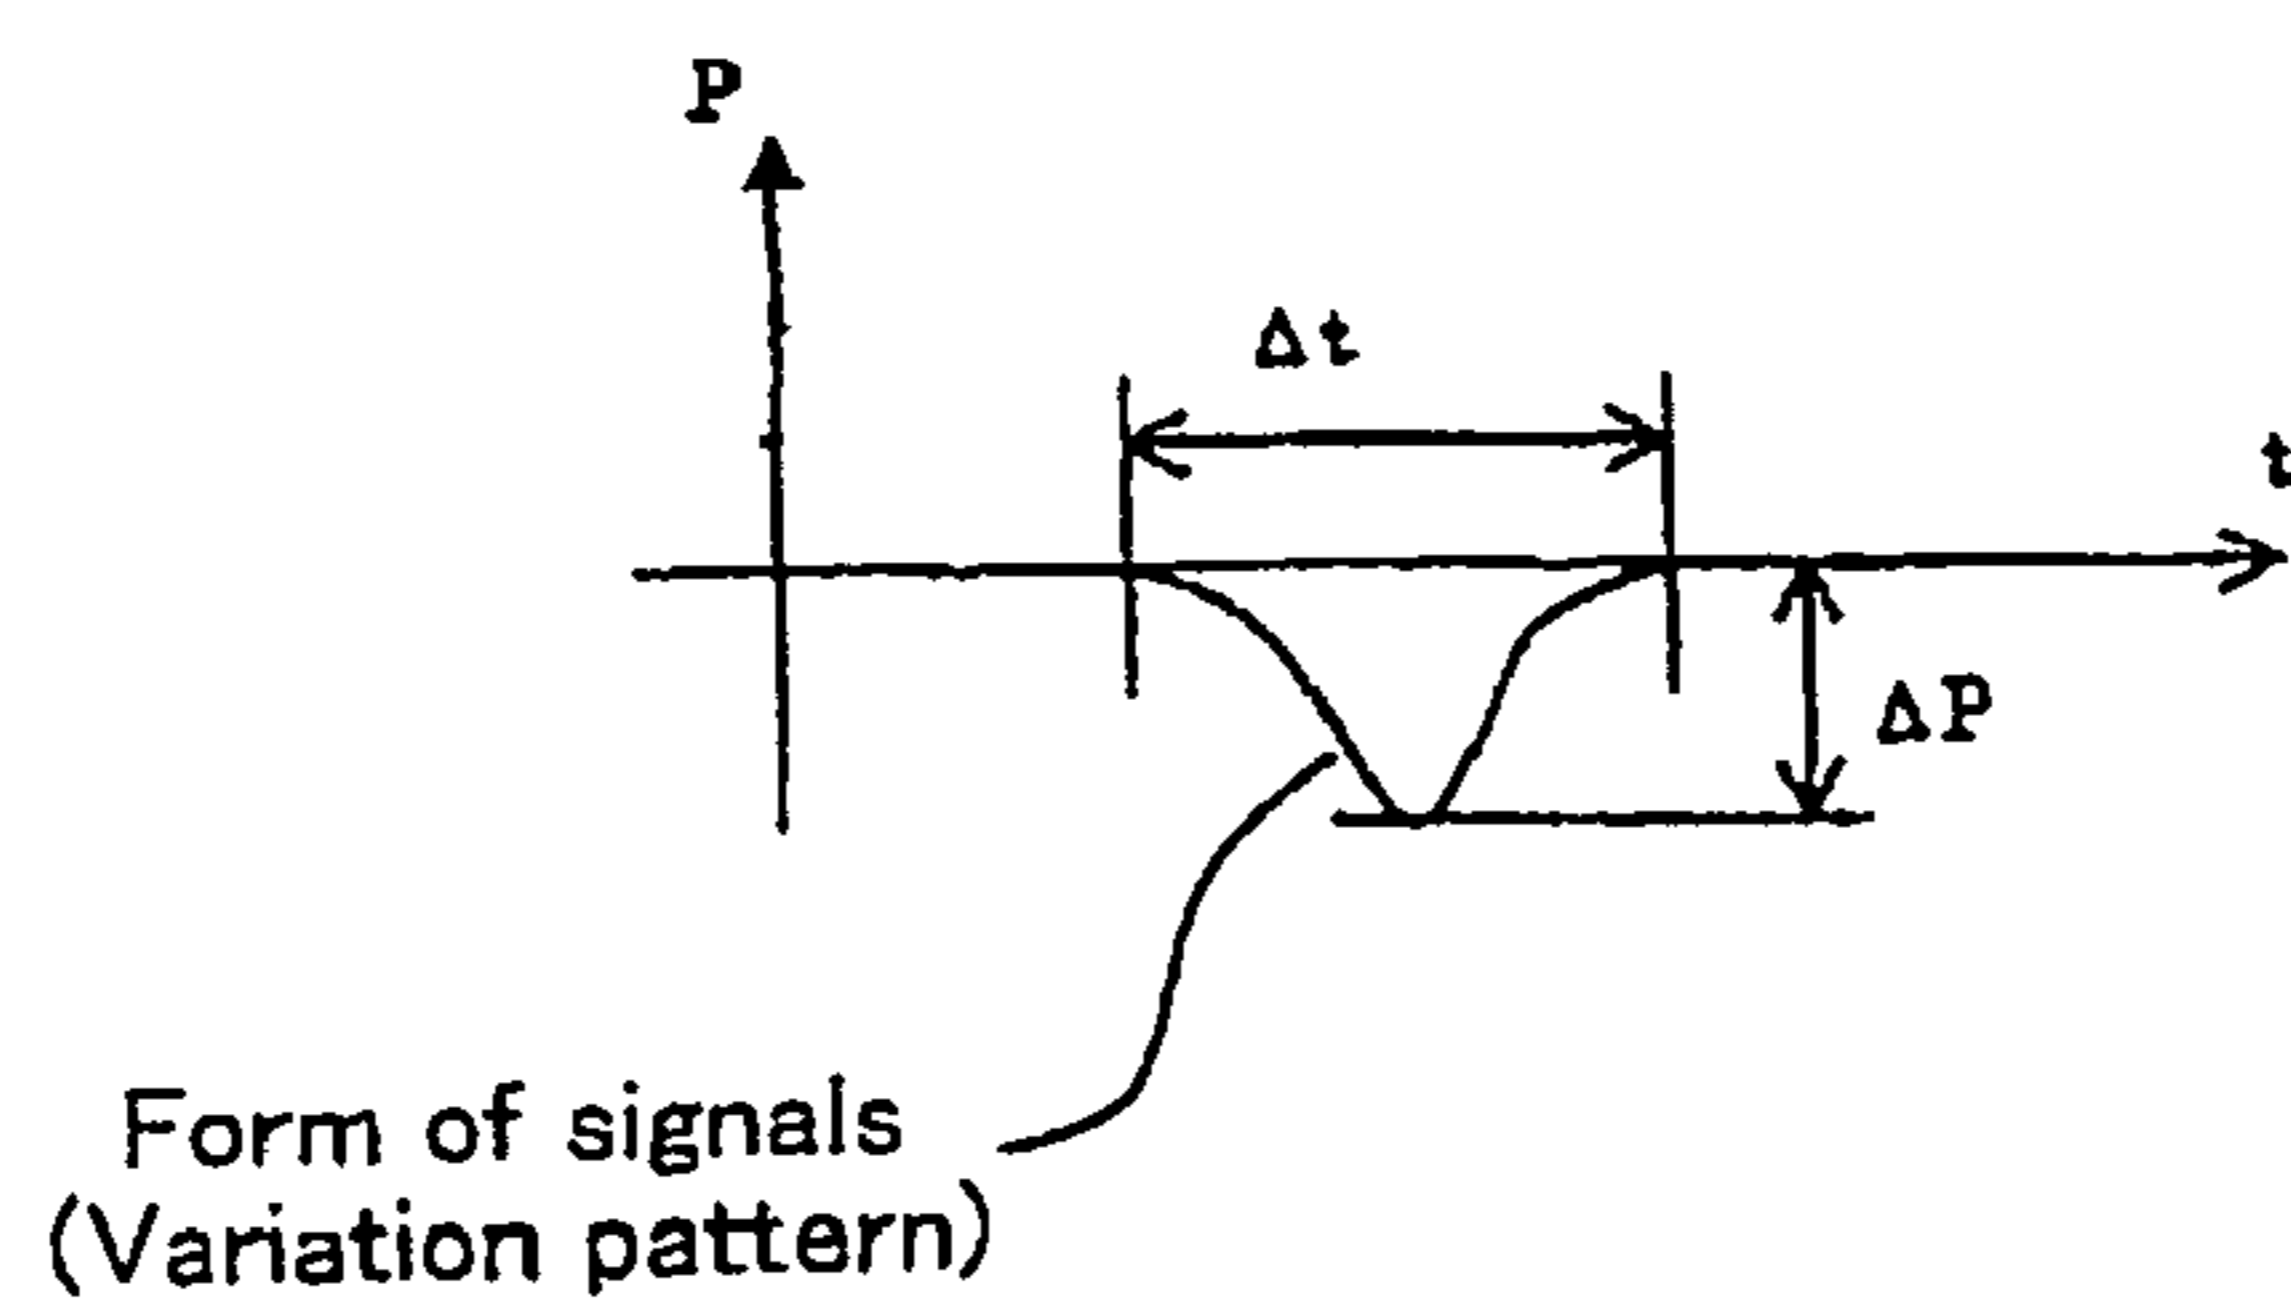 P
Δt
t
ΔP
Form of signals
(Variation pattern)